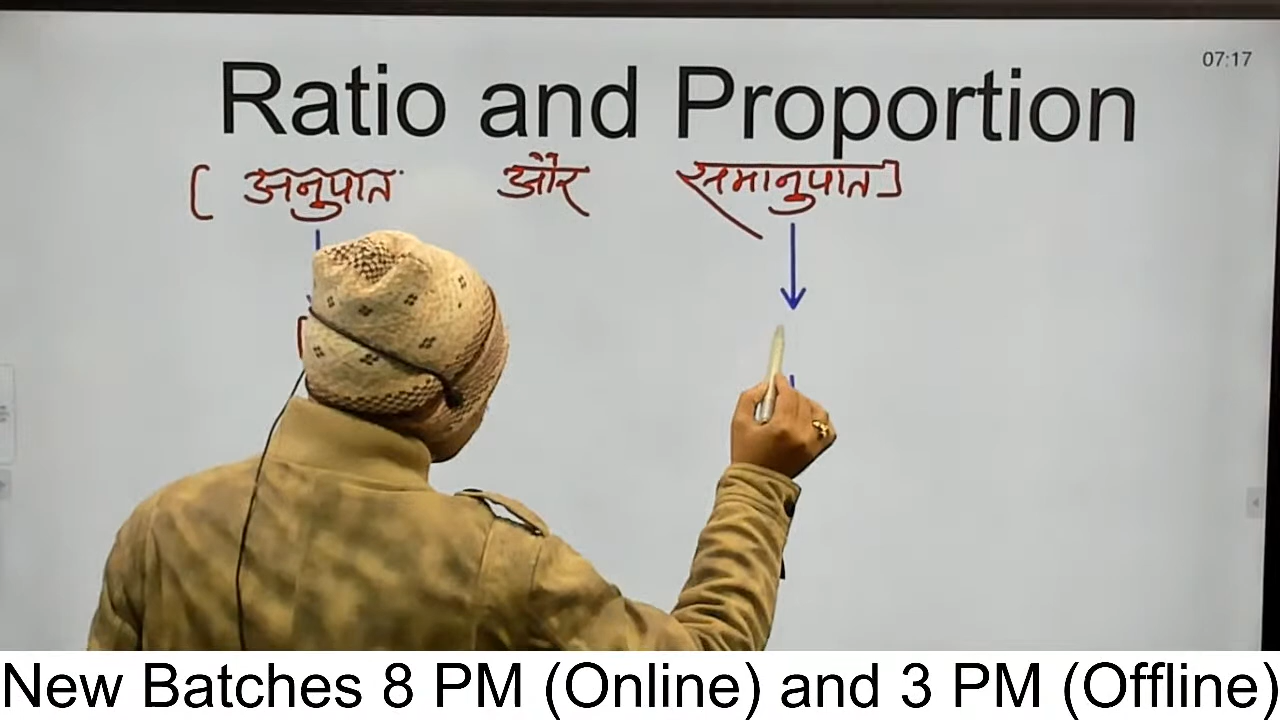 07:17
Ratio and Proportion
[ अनुपात और समानुपात ]
New Batches 8 PM (Online) and 3 PM (Offline)